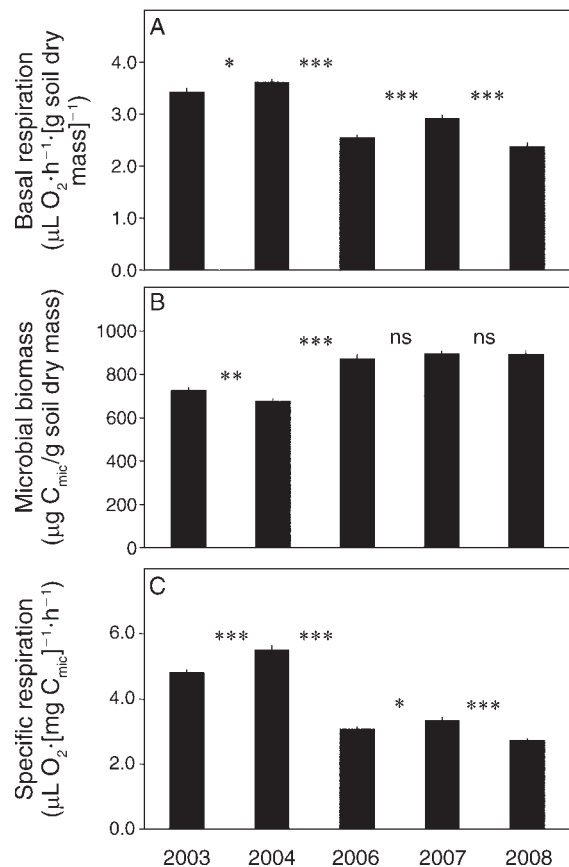 A
Basal respiration
(μL O₂·h⁻¹·[g soil dry
mass]⁻¹)
4.0
3.0
2.0
1.0
0.0
*
***
***
***
B
Microbial biomass
(μg C_mic/g soil dry mass)
1000
800
600
400
200
0
**
***
ns
ns
C
Specific respiration
(μL O₂·[mg C_mic]⁻¹·h⁻¹)
6.0
4.0
2.0
0.0
***
***
*
***
2003 2004 2006 2007 2008